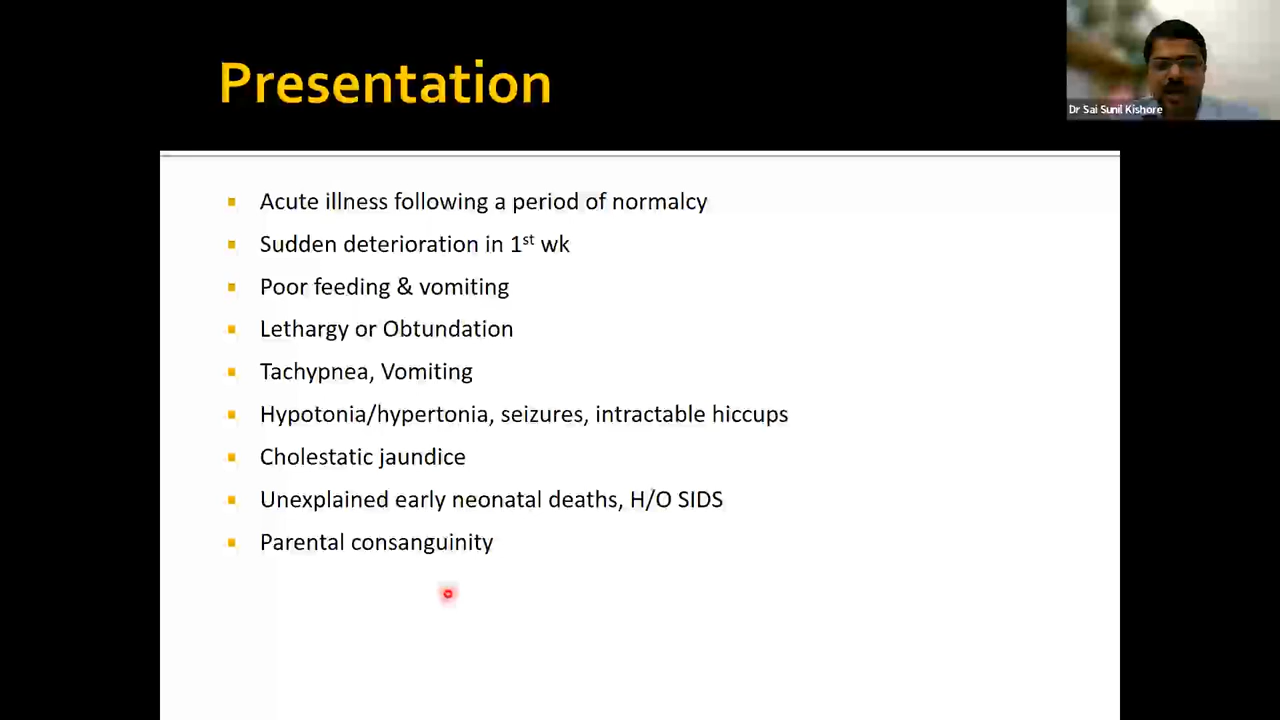 Presentation
Dr Sai Sunil Kishore
Acute illness following a period of normalcy
Sudden deterioration in 1st wk
Poor feeding & vomiting
Lethargy or Obtundation
Tachypnea, Vomiting
Hypotonia/hypertonia, seizures, intractable hiccups
Cholestatic jaundice
Unexplained early neonatal deaths, H/O SIDS
Parental consanguinity